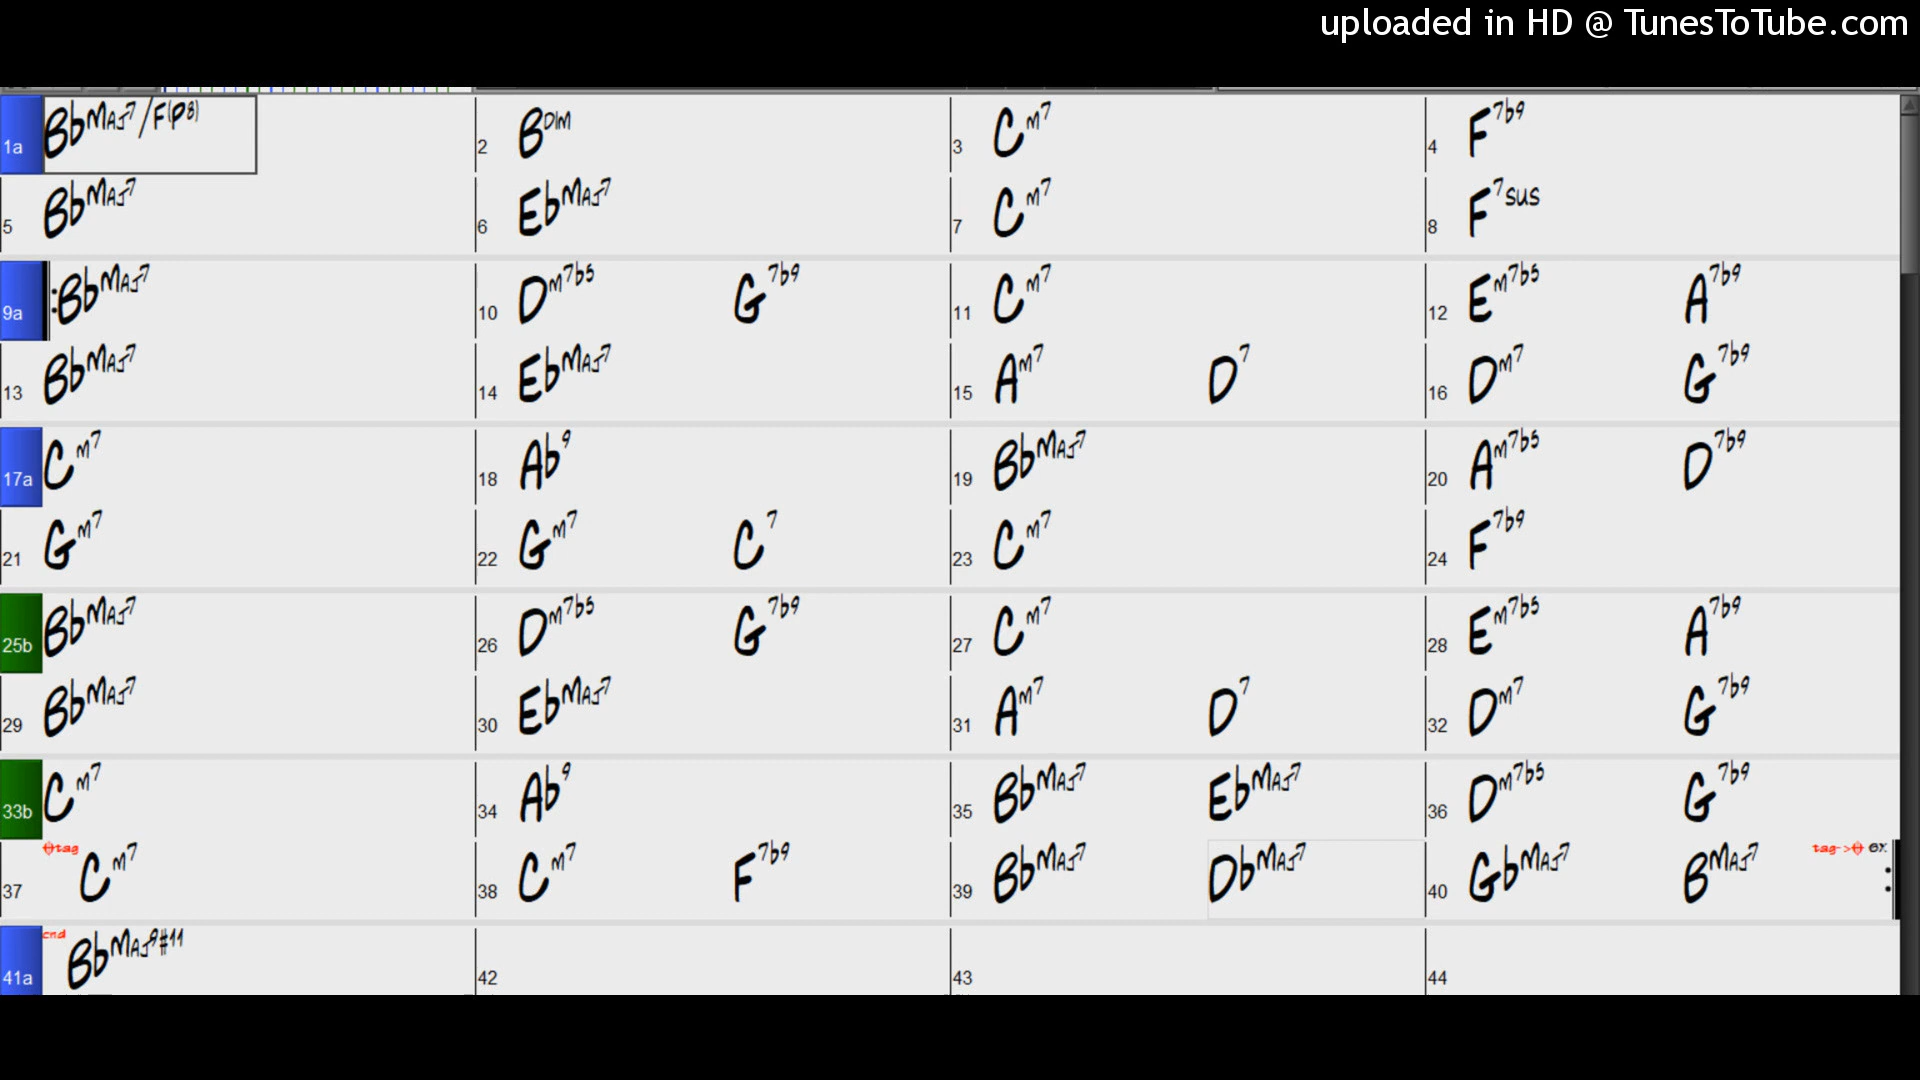 uploaded in HD @ TunesToTube.com
1a BbMAJ7/F(P8) 2 BDIM 3 Cm7 4 F7b9
5 BbMAJ7 6 EbMAJ7 7 Cm7 8 F7sus
9a BbMAJ7 10 Dm7b5 G7b9 11 Cm7 12 Em7b5 A7b9
13 BbMAJ7 14 EbMAJ7 15 Am7 D7 16 Dm7 G7b9
17a Cm7 18 Ab9 19 BbMAJ7 20 Am7b5 D7b9
21 Gm7 22 Gm7 C7 23 Cm7 24 F7b9
25b BbMAJ7 26 Dm7b5 G7b9 27 Cm7 28 Em7b5 A7b9
29 BbMAJ7 30 EbMAJ7 31 Am7 D7 32 Dm7 G7b9
33b Cm7 34 Ab9 35 BbMAJ7 EbMAJ7 36 Dm7b5 G7b9
tag tag->
37 Cm7 38 Cm7 F7b9 39 BbMAJ7 DbMAJ7 40 GbMAJ7 BMAJ7
end
41a BbMAJ9#11 42 43 44